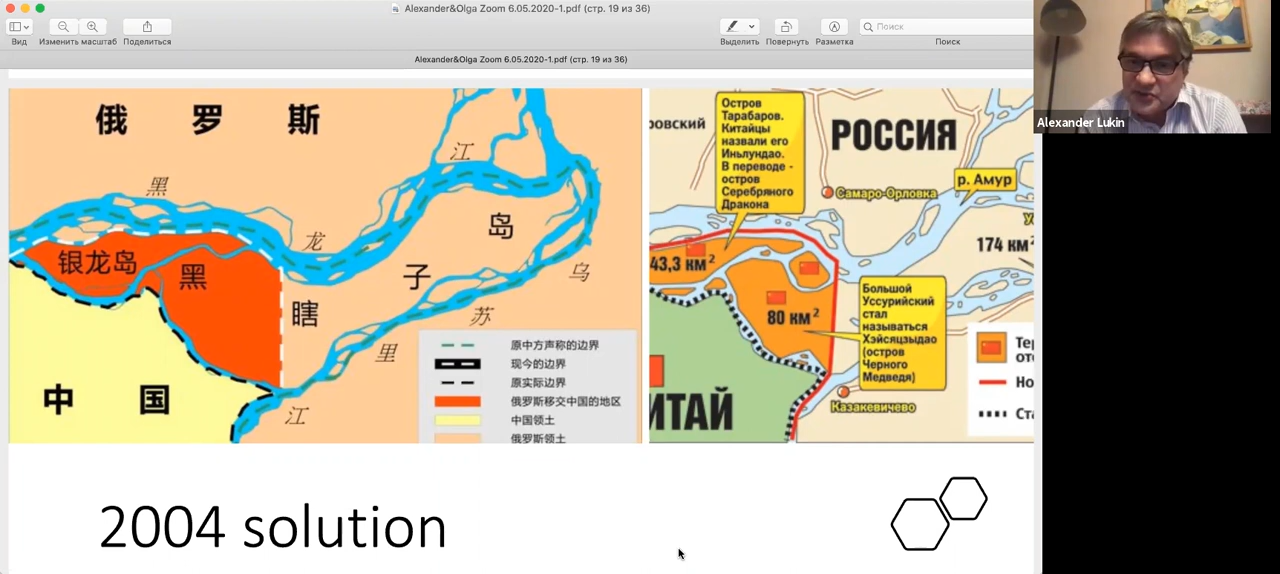 Alexander&Olga Zoom 6.05.2020-1.pdf (стр. 19 из 36)
Вид
Изменить масштаб
Поделиться
Выделить
Повернуть
Разметка
Поиск
Поиск
Alexander&Olga Zoom 6.05.2020-1.pdf (стр. 19 из 36)
Alexander Lukin
俄 罗 斯
黑
龙
江
岛
子
瞎
黑
银龙岛
乌
苏
里
江
中 国
原中方声称的边界
现今的边界
原实际边界
俄罗斯移交中国的地区
中国领土
俄罗斯领土
ровский
Остров
Тарабаров.
Китайцы
назвали его
Иньлундао.
В переводе -
остров
Серебряного
Дракона
РОССИЯ
Самаро-Орловка
р. Амур
174 км²
43,3 км²
80 км²
Большой
Уссурийский
стал
называться
Хэйсяцзыдао
(остров
Черного
Медведя)
Казакевичево
ИТАЙ
Тер
ото
Но
Ста
2004 solution